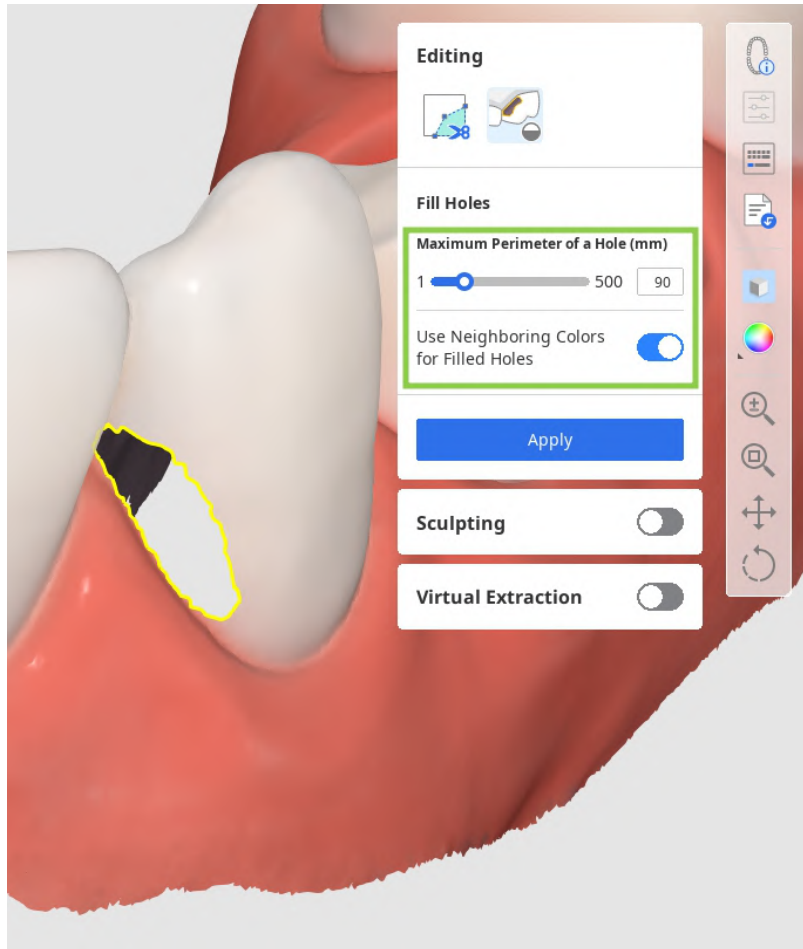 Editing
Fill Holes
Maximum Perimeter of a Hole (mm)
1 500 90
Use Neighboring Colors
for Filled Holes
Apply
Sculpting
Virtual Extraction